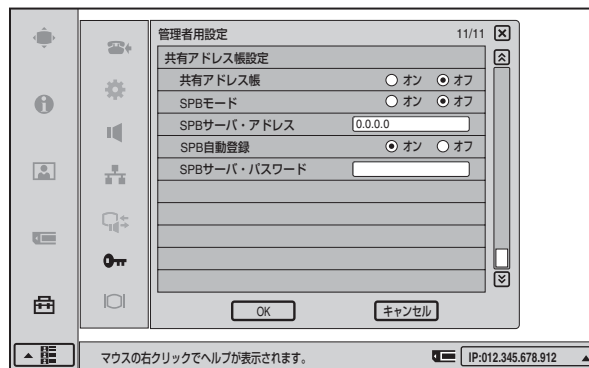 管理者用設定 11/11
共有アドレス帳設定
共有アドレス帳 オン オフ
SPBモード オン オフ
SPBサーバ・アドレス 0.0.0.0
SPB自動登録 オン オフ
SPBサーバ・パスワード
OK キャンセル
マウスの右クリックでヘルプが表示されます。 IP:012.345.678.912